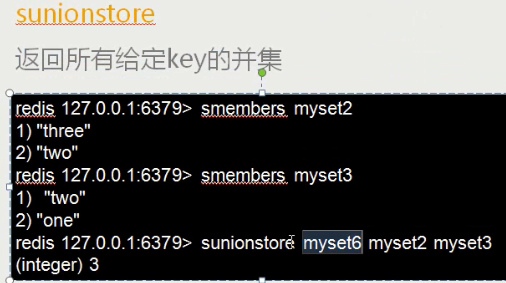 sunionstore
返回所有给定key的并集
redis 127.0.0.1:6379> smembers myset2
1) "three"
2) "two"
redis 127.0.0.1:6379> smembers myset3
1) "two"
2) "one"
redis 127.0.0.1:6379> sunionstore myset6 myset2 myset3
(integer) 3